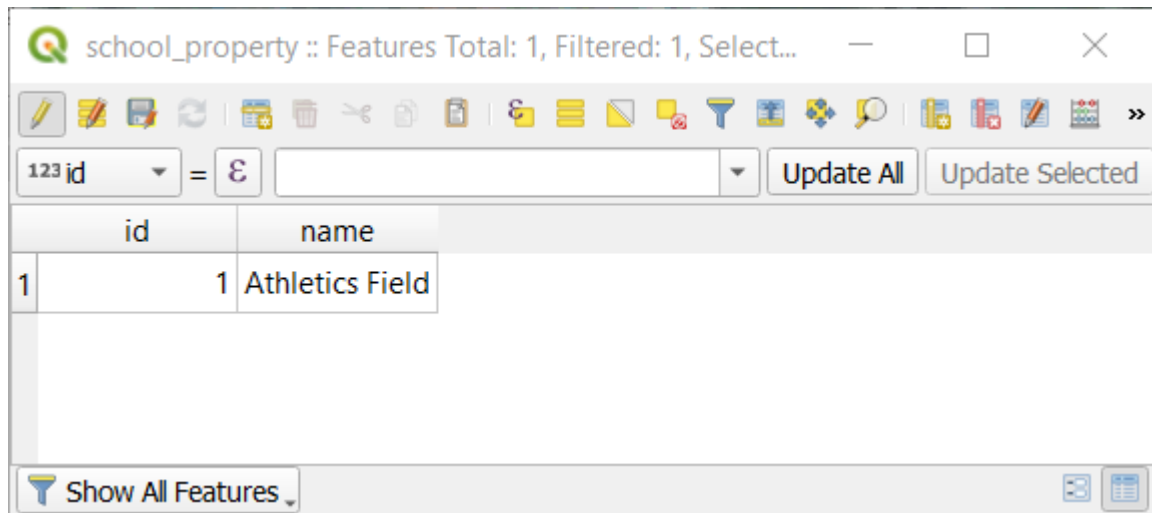 school_property :: Features Total: 1, Filtered: 1, Select...
»
123 id = ε Update All Update Selected
id name
1 1 Athletics Field
Show All Features